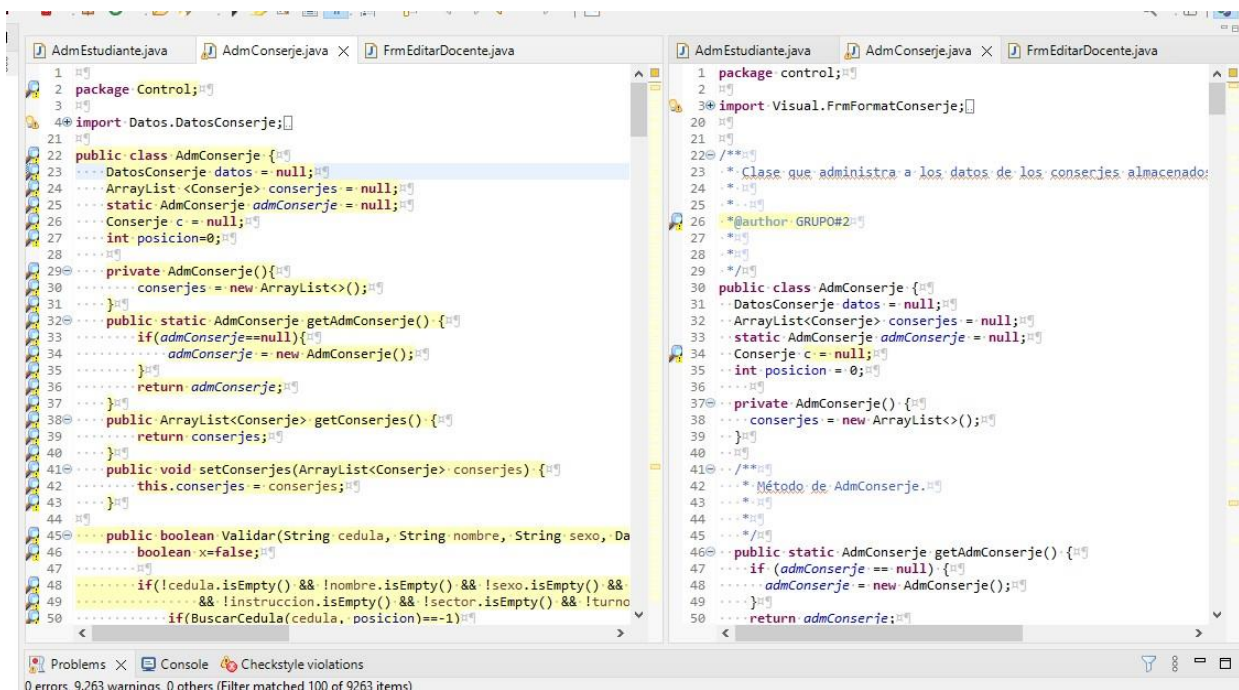 AdmEstudiante.java AdmConserje.java FrmEditarDocente.java
1
2 package Control;
3
4 import Datos.DatosConserje;
21
22 public class AdmConserje {
23 DatosConserje datos = null;
24 ArrayList <Conserje> conserjes = null;
25 static AdmConserje admConserje = null;
26 Conserje c = null;
27 int posicion=0;
28
29 private AdmConserje(){
30 conserjes = new ArrayList<>();
31 }
32 public static AdmConserje getAdmConserje() {
33 if(admConserje==null){
34 admConserje = new AdmConserje();
35 }
36 return admConserje;
37 }
38 public ArrayList<Conserje> getConserjes() {
39 return conserjes;
40 }
41 public void setConserjes(ArrayList<Conserje> conserjes) {
42 this.conserjes = conserjes;
43 }
44
45 public boolean Validar(String cedula, String nombre, String sexo, Da
46 boolean x=false;
47
48 if(!cedula.isEmpty() && !nombre.isEmpty() && !sexo.isEmpty() &&
49 && !instruccion.isEmpty() && !sector.isEmpty() && !turno
50 if(BuscarCedula(cedula, posicion)==-1)
AdmEstudiante.java AdmConserje.java FrmEditarDocente.java
1 package control;
2
3 import Visual.FrmFormatConserje;
20
21
22 /**
23 * Clase que administra a los datos de los conserjes almacenados
24 *
25 *
26 *@author GRUPO#2
27 *
28 *
29 */
30 public class AdmConserje {
31 DatosConserje datos = null;
32 ArrayList<Conserje> conserjes = null;
33 static AdmConserje admConserje = null;
34 Conserje c = null;
35 int posicion = 0;
36
37 private AdmConserje() {
38 conserjes = new ArrayList<>();
39 }
40
41 /**
42 * Método de AdmConserje.
43 *
44 *
45 */
46 public static AdmConserje getAdmConserje() {
47 if (admConserje == null) {
48 admConserje = new AdmConserje();
49 }
50 return admConserje;
Problems Console Checkstyle violations
0 errors, 9,263 warnings, 0 others (Filter matched 100 of 9263 items)